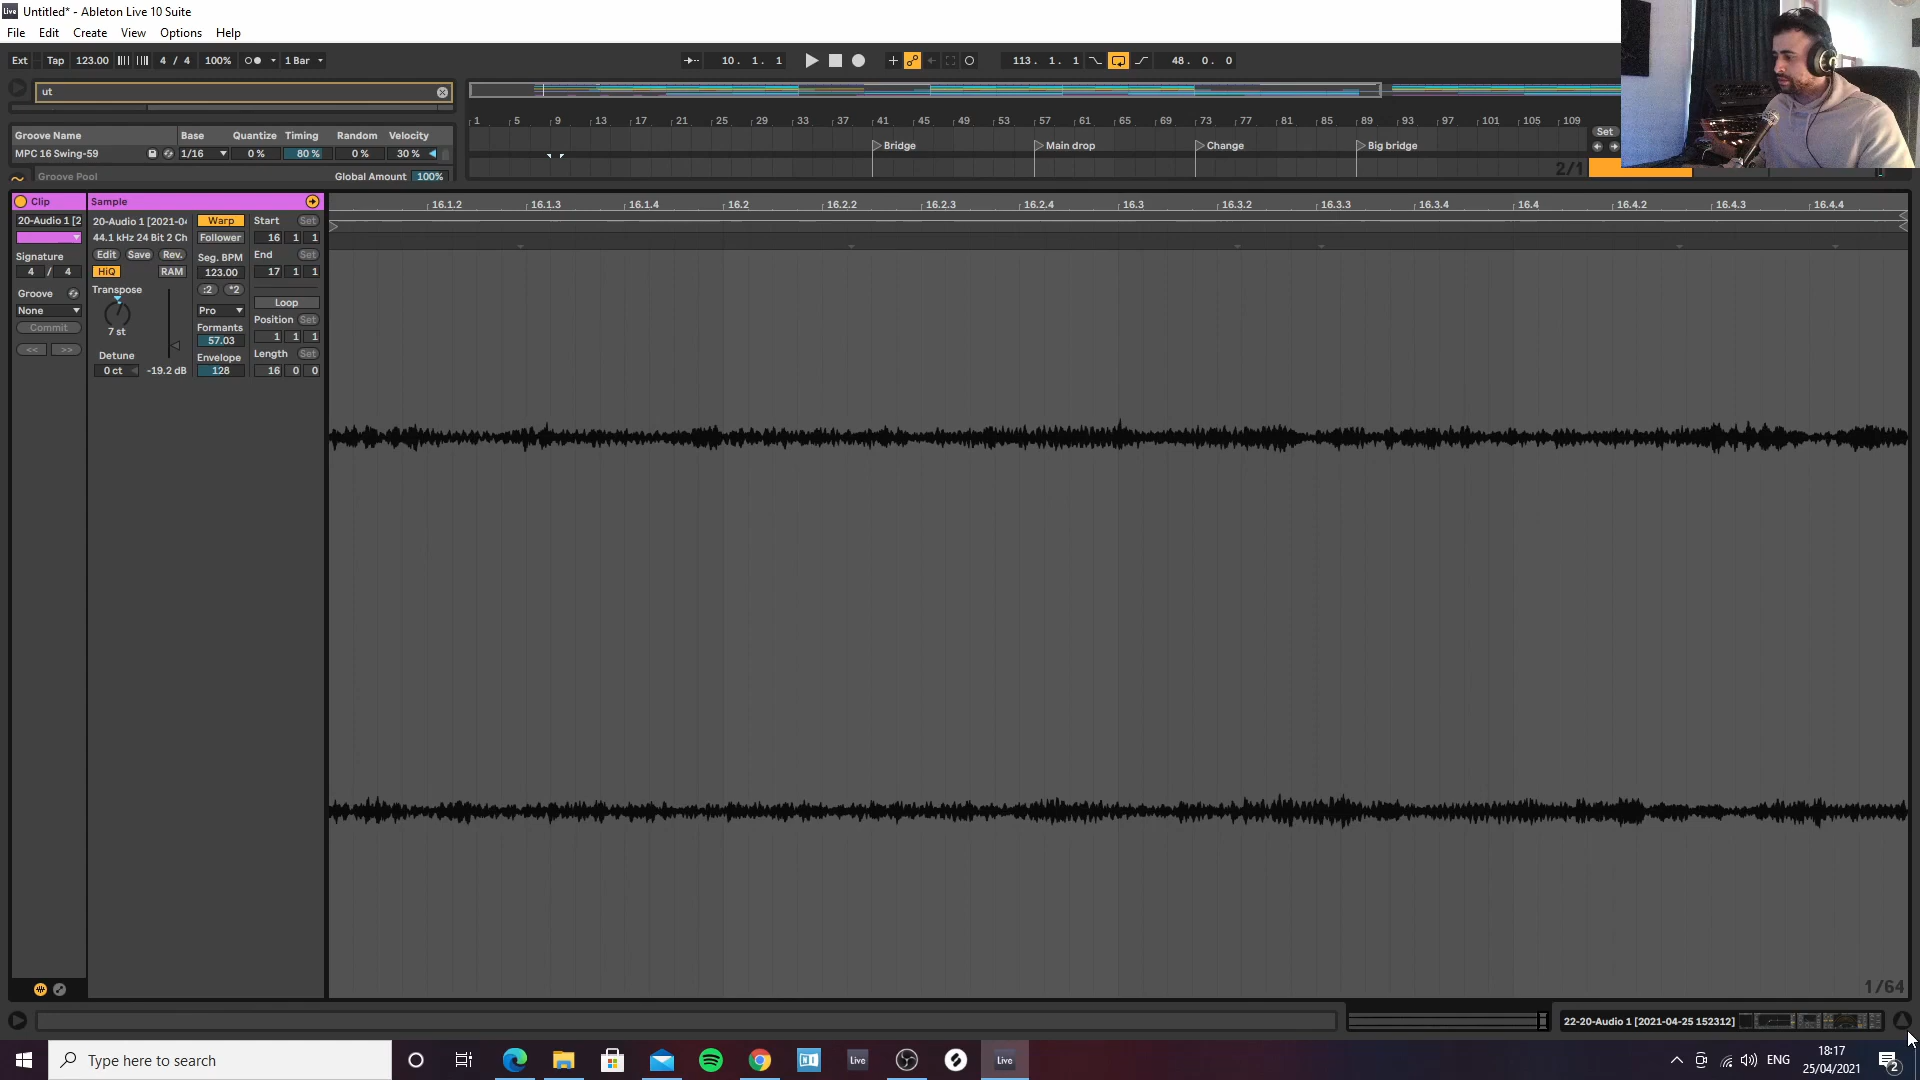 Live Untitled* - Ableton Live 10 Suite
File Edit Create View Options Help
Ext Tap 123.00 4 / 4 100% 1 Bar 10. 1. 1 113. 1. 1 48. 0. 0
ut
1 5 9 13 17 21 25 29 33 37 41 45 49 53 57 61 65 69 73 77 81 85 89 93 97 101 105 109
Groove Name Base Quantize Timing Random Velocity Set
MPC 16 Swing-59 1/16 0 % 80 % 0 % 30 % Bridge Main drop Change Big bridge
Groove Pool Global Amount 100% 2/1
Clip Sample
16.1.2 16.1.3 16.1.4 16.2 16.2.2 16.2.3 16.2.4 16.3 16.3.2 16.3.3 16.3.4 16.4 16.4.2 16.4.3 16.4.4
20-Audio 1 [2 20-Audio 1 [2021-04 Warp Start Set
44.1 kHz 24 Bit 2 Ch Follower 16 1 1
Signature Edit Save Rev. Seg. BPM End Set
4 / 4 HiQ RAM 123.00 17 1 1
Groove Transpose :2 *2
None Pro Loop
Commit 7 st Formants Position Set
57.03 1 1 1
<< >> Detune Envelope Length Set
0 ct -19.2 dB 128 16 0 0
1/64
22-20-Audio 1 [2021-04-25 152312]
Type here to search Live Live ENG 18:17
25/04/2021 2